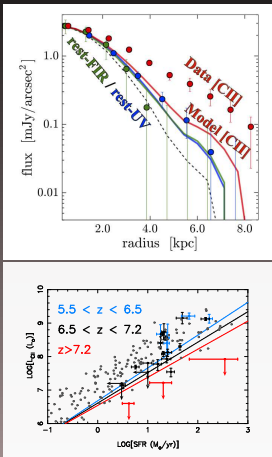 1.0
0.1
0.01
flux [mJy/arcsec²]
rest-FIR / rest-UV
Data [CII]
Model [CII]
2.0 4.0 6.0 8.0
radius [kpc]
10
9
8
7
6
LOG[L_CII (L_⊙)]
5.5 < z < 6.5
6.5 < z < 7.2
z>7.2
-1 0 1 2 3
LOG[SFR (M_⊙/yr)]